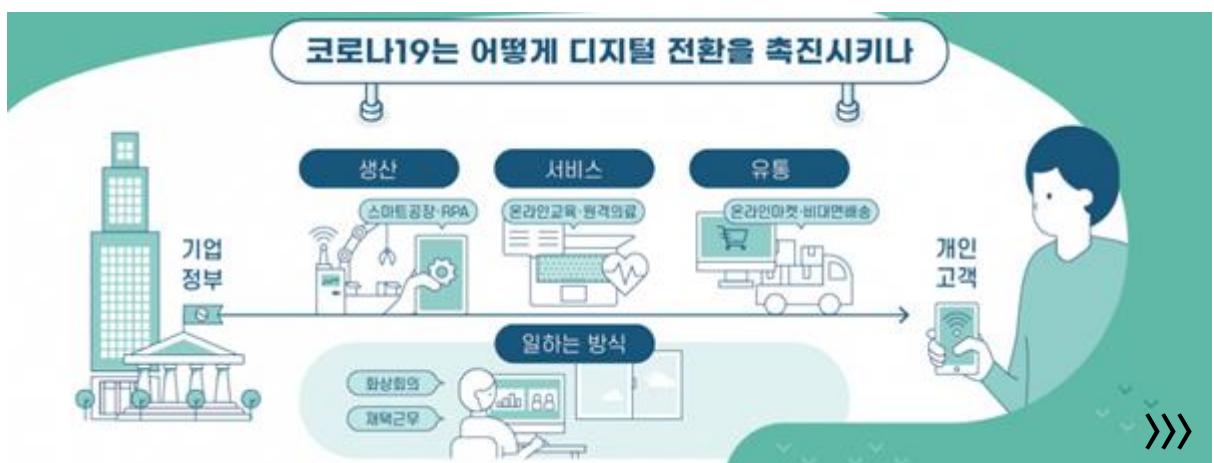 코로나19는 어떻게 디지털 전환을 촉진시키나
생산
서비스
유통
스마트공장·RPA
온라인교육·원격의료
온라인마켓·비대면배송
기업
정부
개인
고객
일하는 방식
화상회의
재택근무